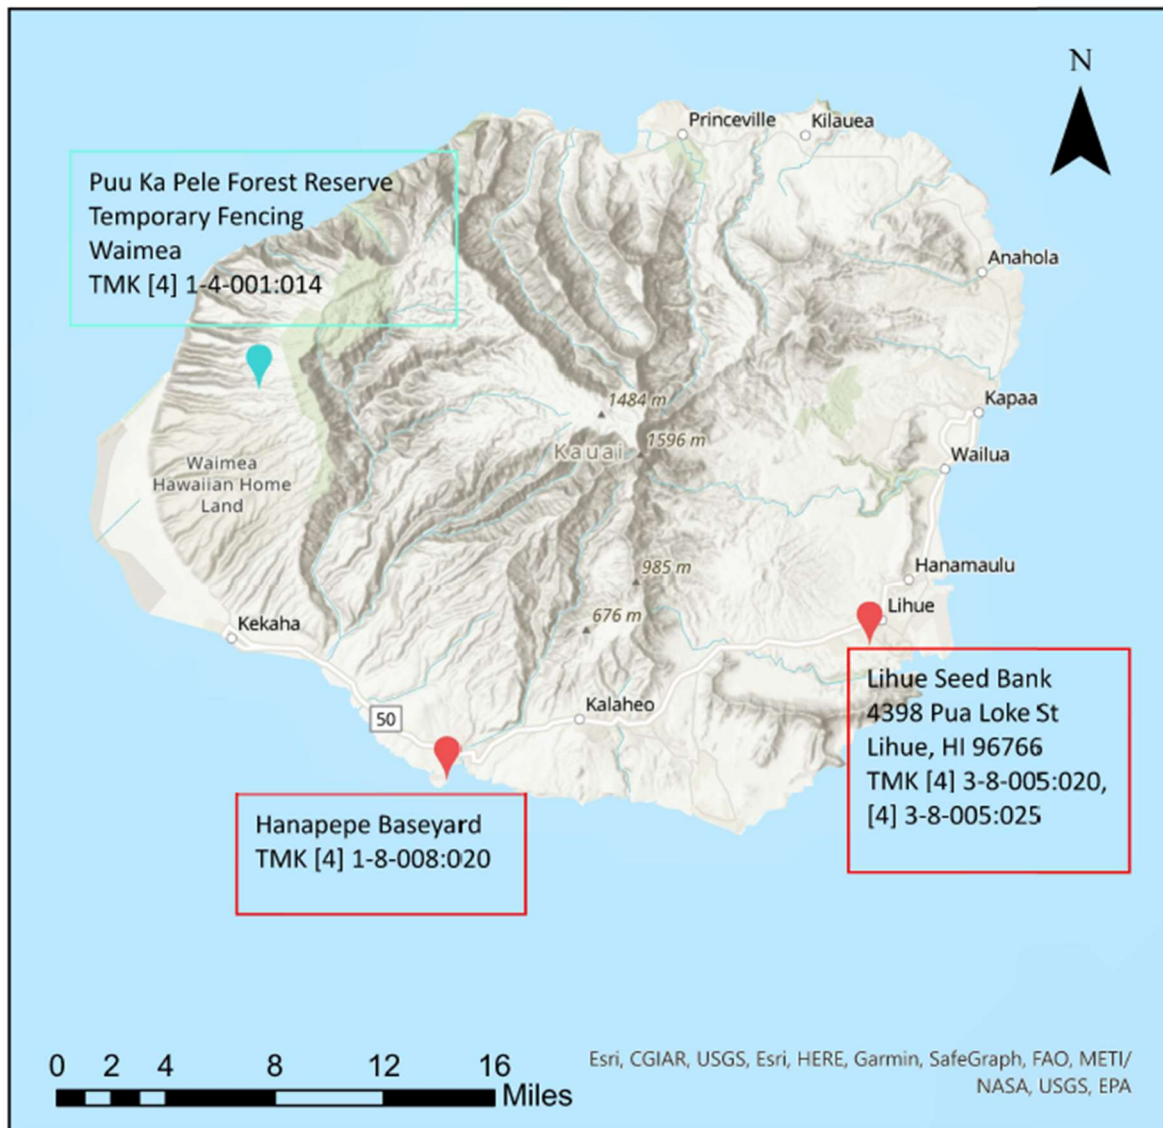 N
Princeville
Kilauea
Puu Ka Pele Forest Reserve
Temporary Fencing
Waimea
TMK [4] 1-4-001:014
Anahola
1484 m
Kapaa
1596 m
Kauai
Wailua
Waimea
Hawaiian Home
Land
985 m
Hanamaulu
676 m
Lihue
Kekaha
Lihue Seed Bank
4398 Pua Loke St
Lihue, HI 96766
TMK [4] 3-8-005:020,
[4] 3-8-005:025
Kalaheo
50
Hanapepe Baseyard
TMK [4] 1-8-008:020
0 2 4 8 12 16
Miles
Esri, CGIAR, USGS, Esri, HERE, Garmin, SafeGraph, FAO, METI/
NASA, USGS, EPA